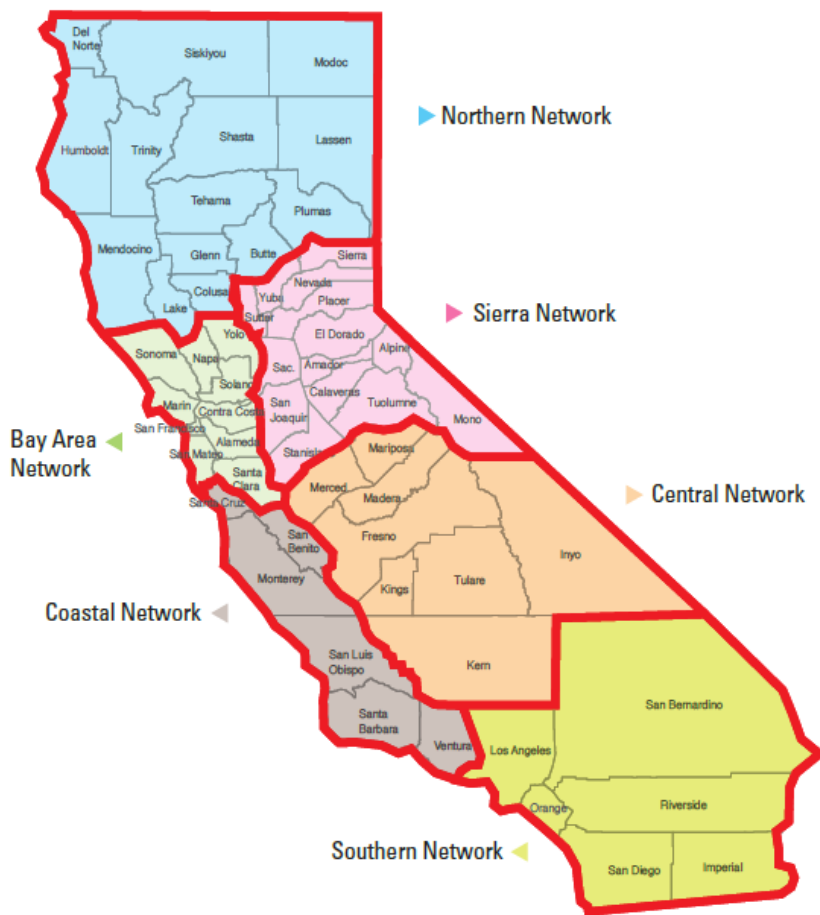 Del
Norte
Siskiyou
Modoc
Northern Network
Humboldt
Trinity
Shasta
Lassen
Tehama
Plumas
Mendocino
Glenn
Butte
Sierra
Colusa
Lake
Nevada
Yuba
Placer
Sutter
Sierra Network
Yolo
El Dorado
Sonoma
Napa
Alpine
Sac.
Amador
Solano
Calaveras
Marin
Contra Costa
San
Joaquin
Tuolumne
Mono
San Francisco
Bay Area
Network
Alameda
San Mateo
Stanislaus
Mariposa
Santa
Clara
Merced
Madera
Central Network
Santa Cruz
San
Benito
Fresno
Inyo
Monterey
Kings
Tulare
Coastal Network
San Luis
Obispo
Kern
San Bernardino
Santa
Barbara
Ventura
Los Angeles
Orange
Riverside
Southern Network
San Diego
Imperial